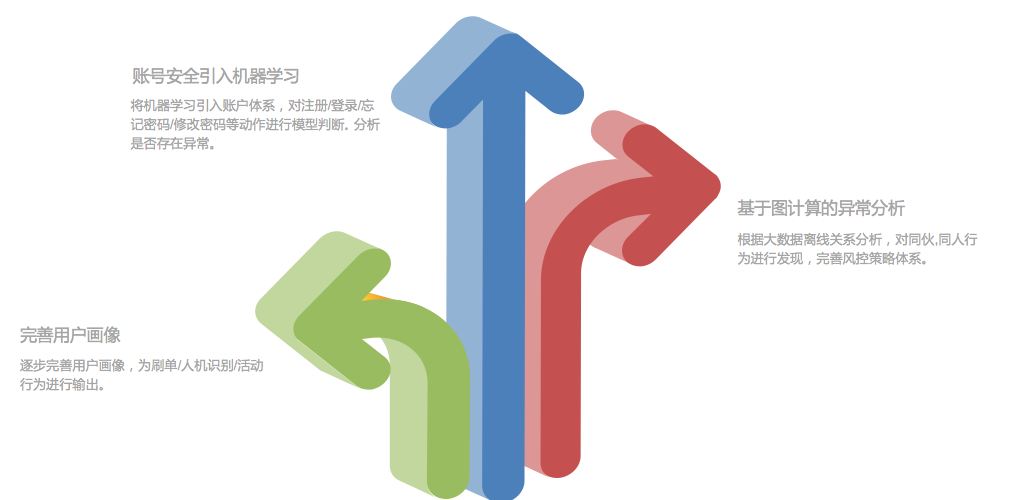 账号安全引入机器学习
将机器学习引入账户体系，对注册/登录/忘
记密码/修改密码等动作进行模型判断。分析
是否存在异常。
基于图计算的异常分析
根据大数据离线关系分析，对同伙,同人行
为进行发现，完善风控策略体系。
完善用户画像
逐步完善用户画像，为刷单/人机识别/活动
行为进行输出。